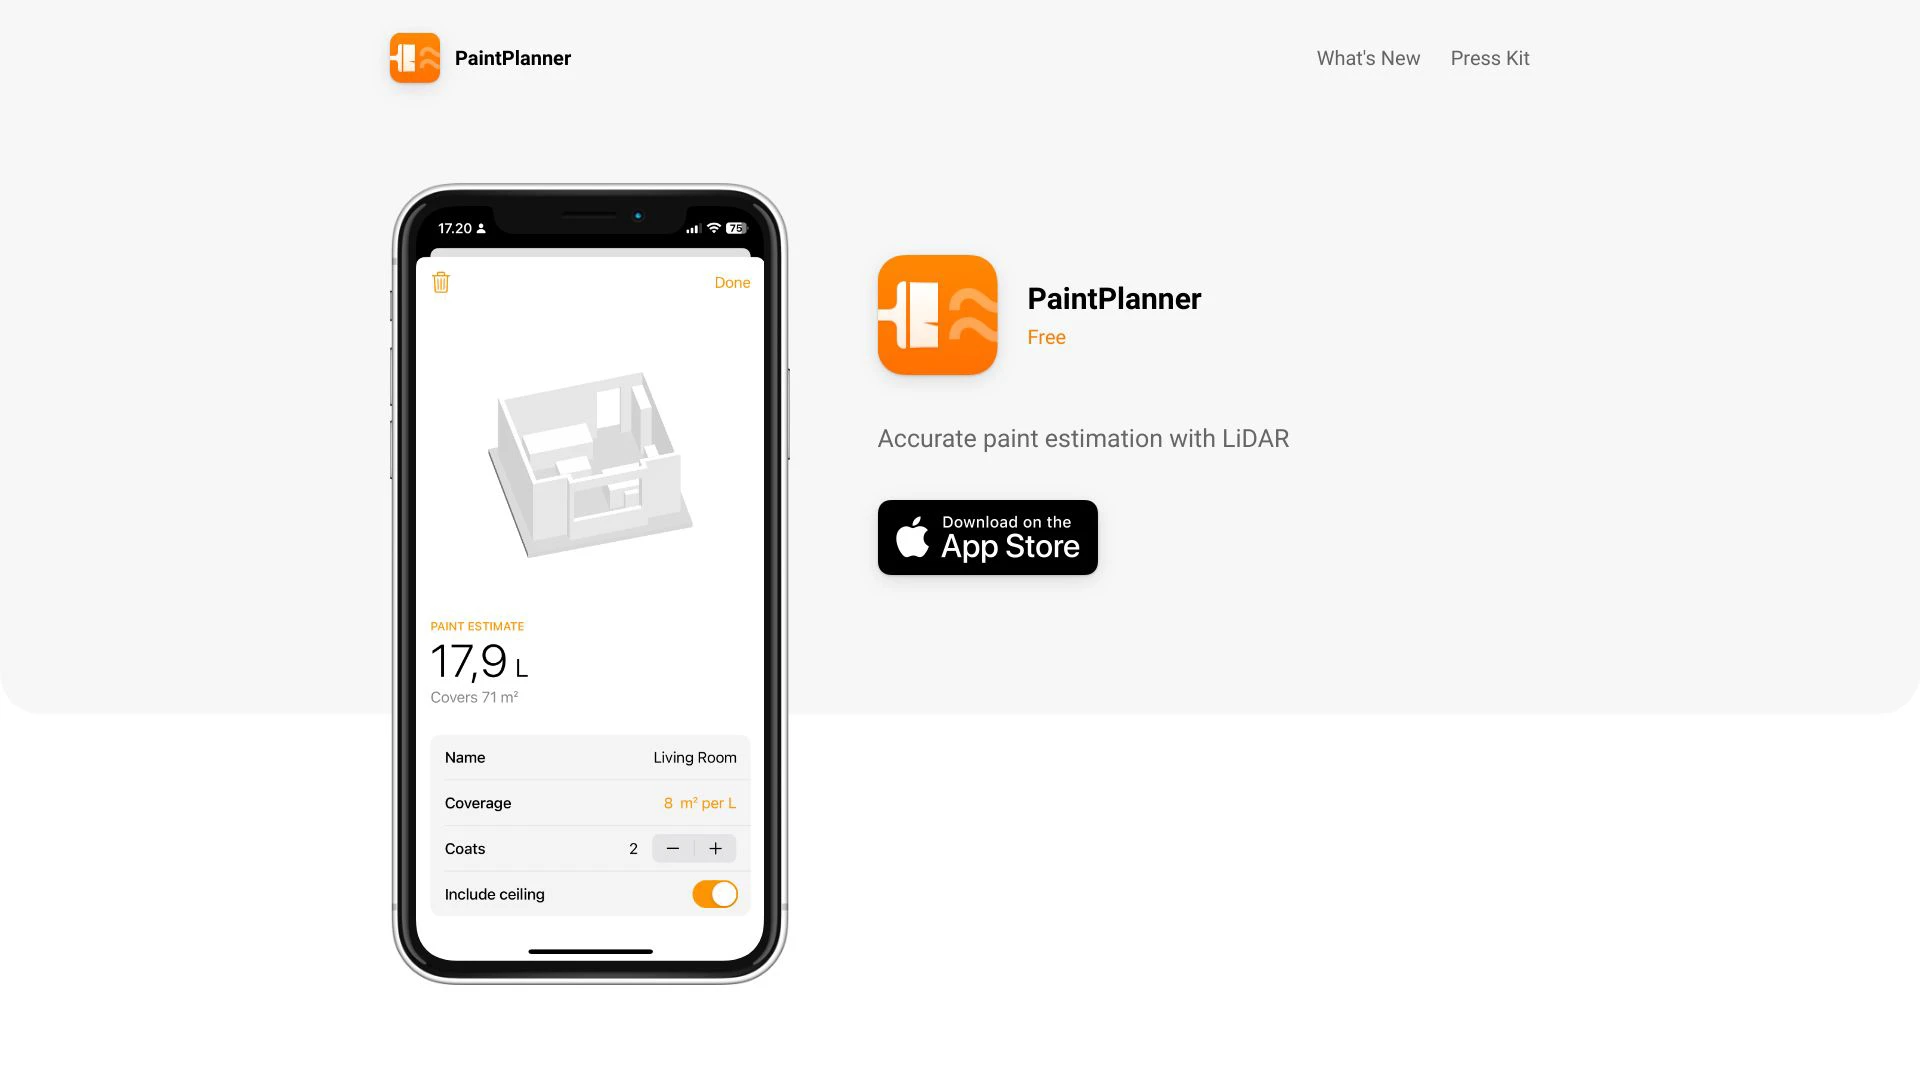 PaintPlanner
What's New
Press Kit
17.20
75
Done
PAINT ESTIMATE
17,9 L
Covers 71 m²
Name
Living Room
Coverage
8 m² per L
Coats
2
Include ceiling
PaintPlanner
Free
Accurate paint estimation with LiDAR
Download on the
App Store